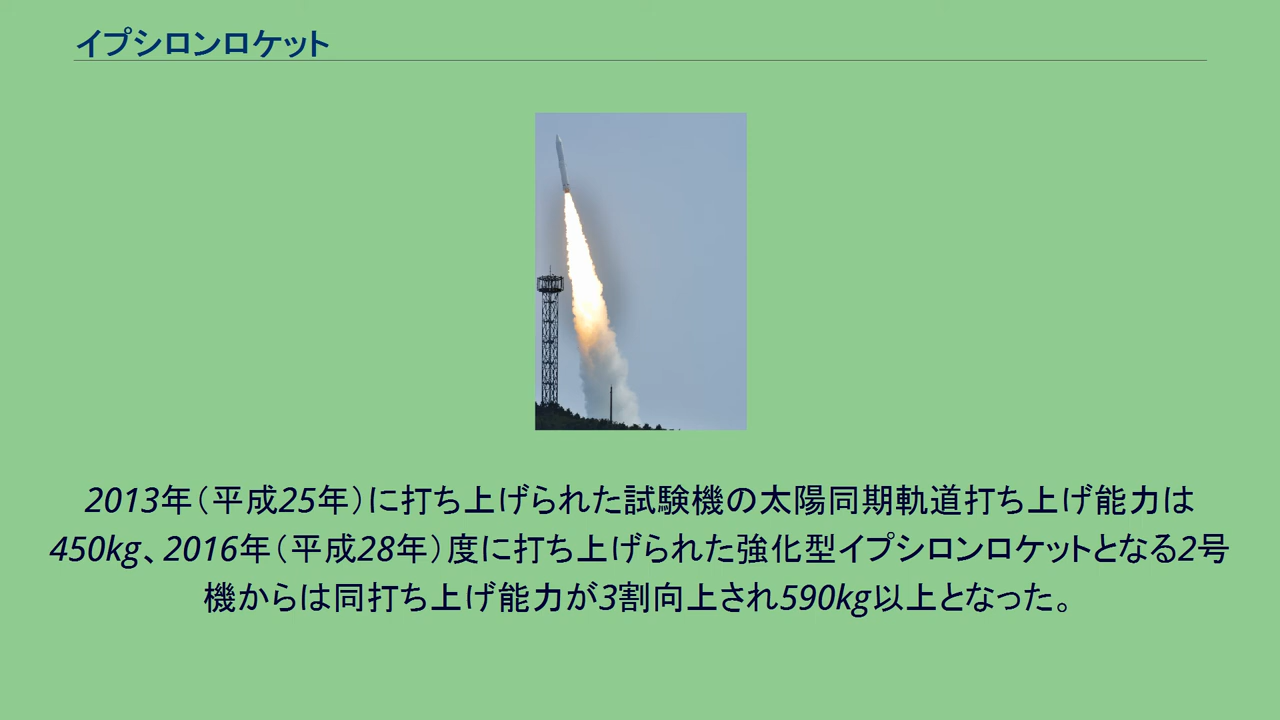 イプシロンロケット
2013年（平成25年）に打ち上げられた試験機の太陽同期軌道打ち上げ能力は
450kg、2016年（平成28年）度に打ち上げられた強化型イプシロンロケットとなる2号
機からは同打ち上げ能力が3割向上され590kg以上となった。